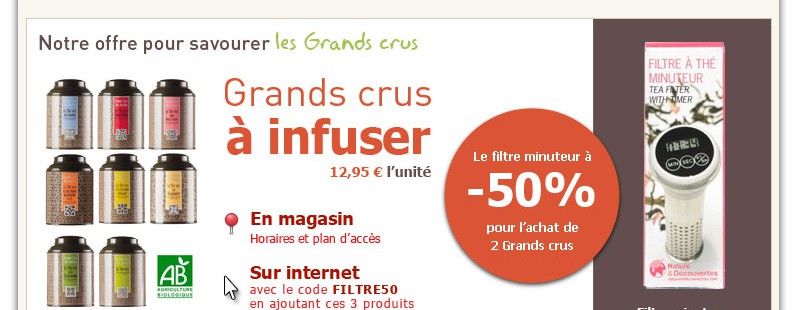 Notre offre pour savourer les Grands crus
Grands crus
à infuser
12,95 € l'unité
En magasin
Horaires et plan d'accès
Sur internet
avec le code FILTRE50
en ajoutant ces 3 produits
AB
AGRICULTURE
BIOLOGIQUE
Le filtre minuteur à
-50%
pour l'achat de
2 Grands crus
FILTRE À THÉ
MINUTEUR
TEA FILTER
WITH TIMER
MIN
SEC
Nature
& Découvertes